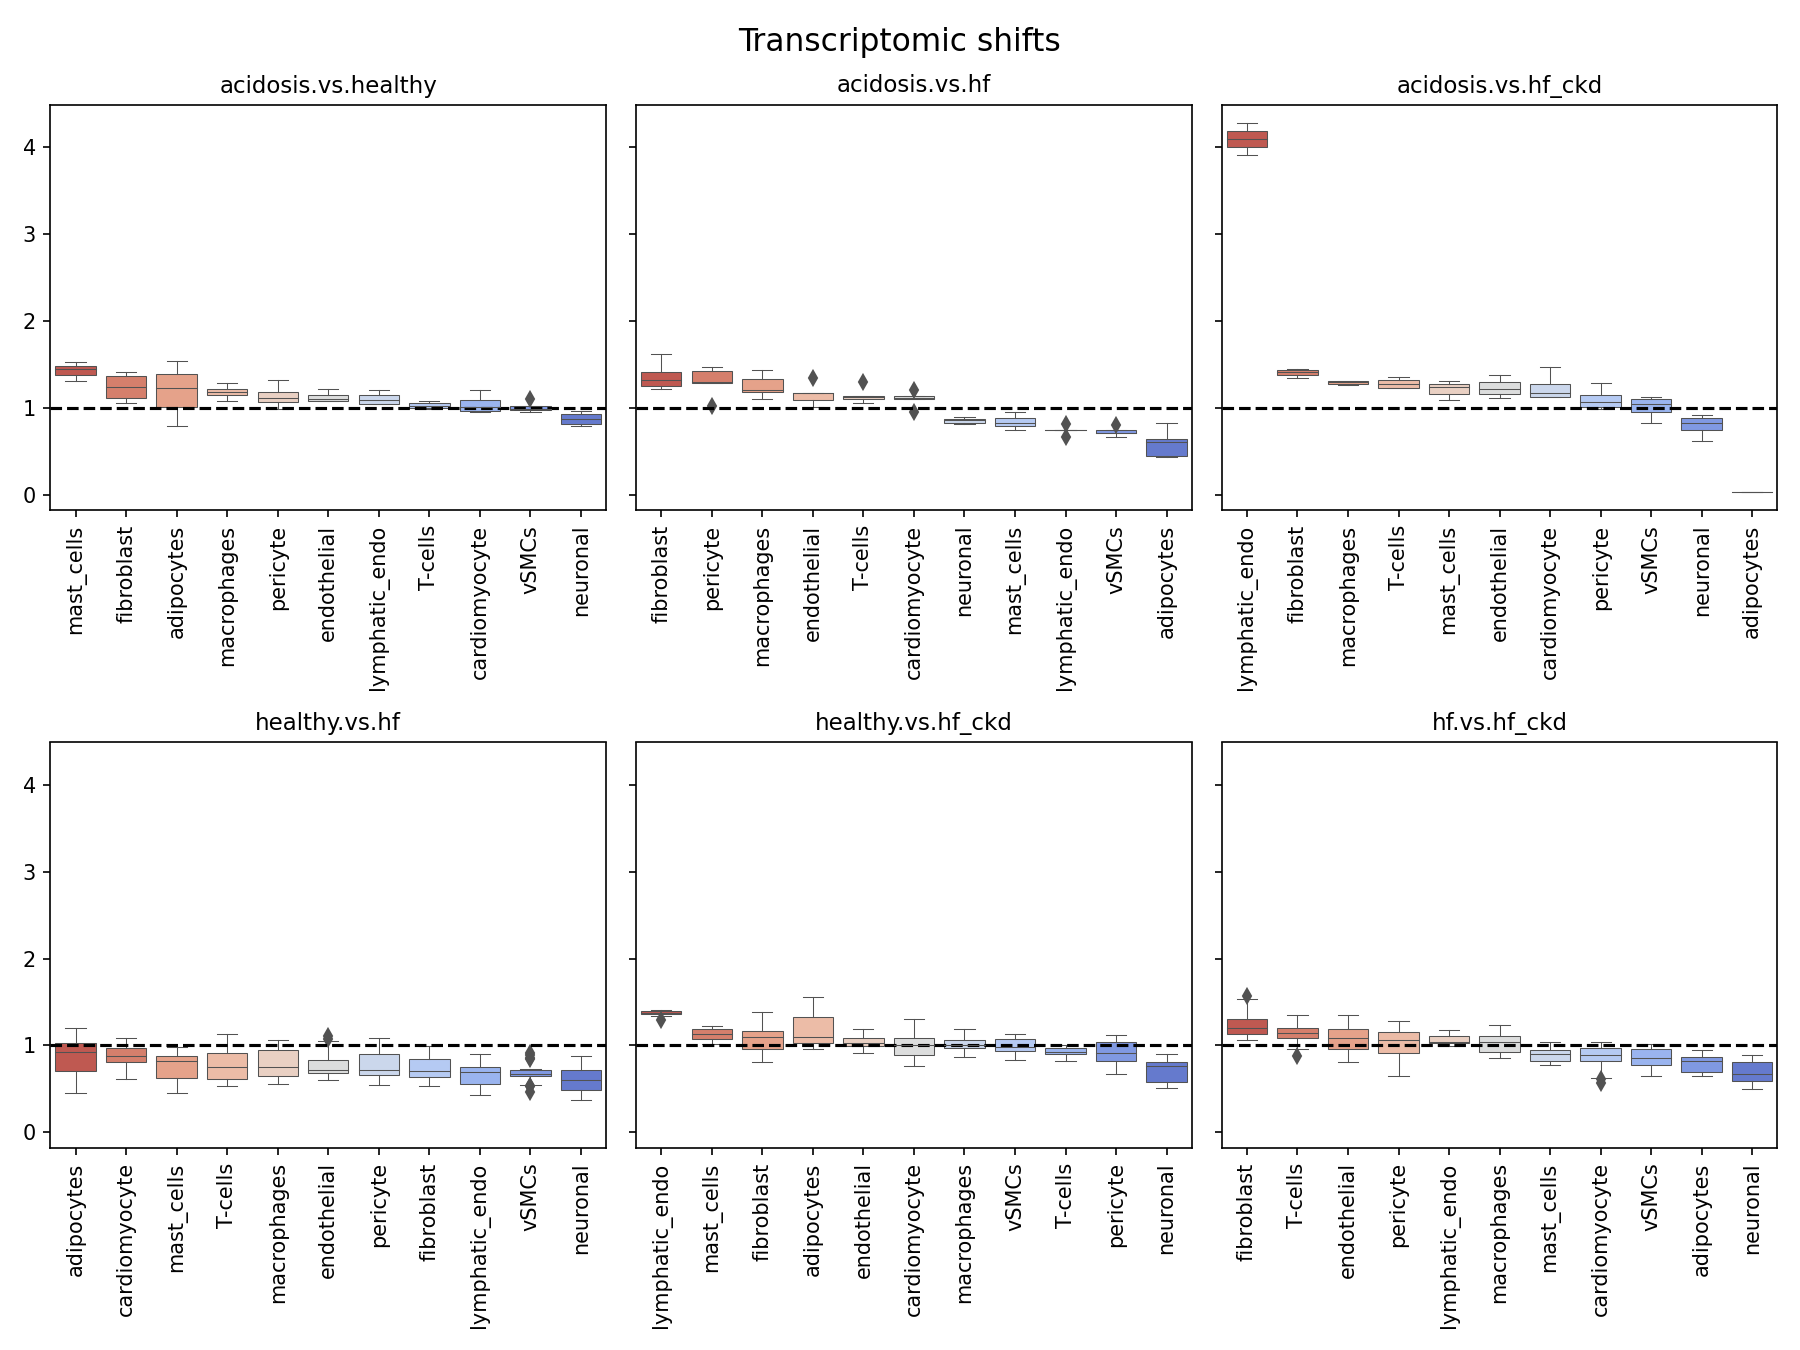 Transcriptomic shifts
acidosis.vs.healthy
acidosis.vs.hf
acidosis.vs.hf_ckd
4
3
2
1
0
mast_cells
fibroblast
adipocytes
macrophages
pericyte
endothelial
lymphatic_endo
T-cells
cardiomyocyte
vSMCs
neuronal
fibroblast
pericyte
macrophages
endothelial
T-cells
cardiomyocyte
neuronal
mast_cells
lymphatic_endo
vSMCs
adipocytes
lymphatic_endo
fibroblast
macrophages
T-cells
mast_cells
endothelial
cardiomyocyte
pericyte
vSMCs
neuronal
adipocytes
healthy.vs.hf
healthy.vs.hf_ckd
hf.vs.hf_ckd
4
3
2
1
0
adipocytes
cardiomyocyte
mast_cells
T-cells
macrophages
endothelial
pericyte
fibroblast
lymphatic_endo
vSMCs
neuronal
lymphatic_endo
mast_cells
fibroblast
adipocytes
endothelial
cardiomyocyte
macrophages
vSMCs
T-cells
pericyte
neuronal
fibroblast
T-cells
endothelial
pericyte
lymphatic_endo
macrophages
mast_cells
cardiomyocyte
vSMCs
adipocytes
neuronal